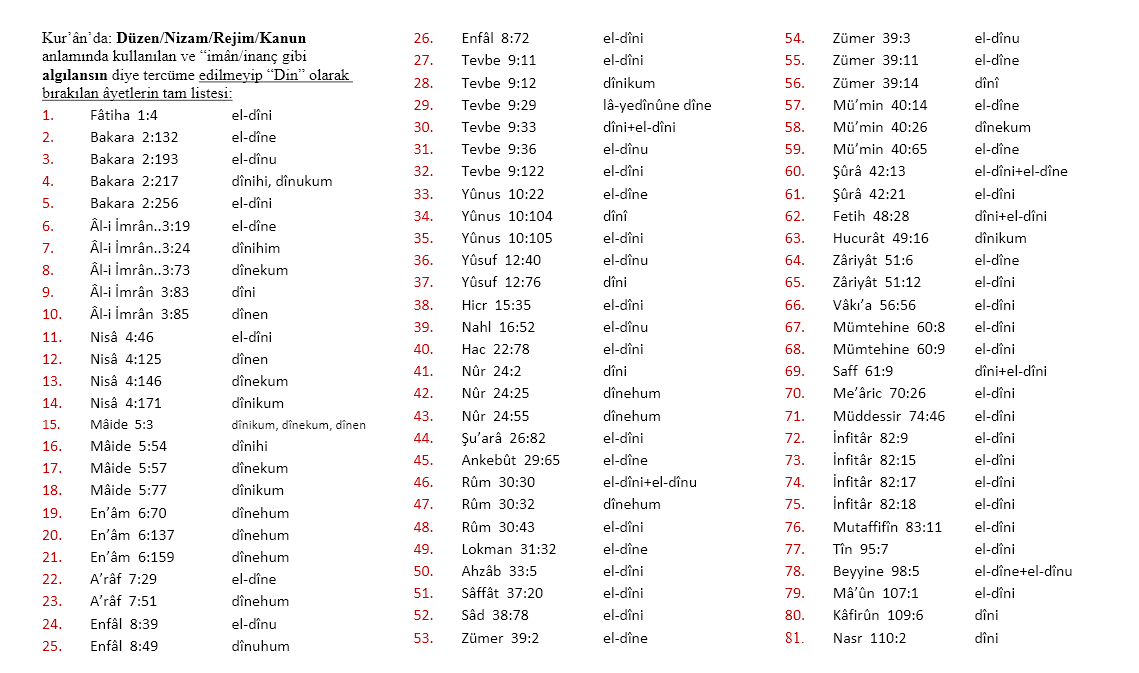 Kur’ân’da: Düzen/Nizam/Rejim/Kanun
anlamında kullanılan ve “imân/inanç gibi
algılansın diye tercüme edilmeyip “Din” olarak
bırakılan âyetlerin tam listesi:
1. Fâtiha 1:4 el-dîni
2. Bakara 2:132 el-dîne
3. Bakara 2:193 el-dînu
4. Bakara 2:217 dînihi, dînukum
5. Bakara 2:256 el-dîni
6. Âl-i İmrân..3:19 el-dîne
7. Âl-i İmrân..3:24 dînihim
8. Âl-i İmrân..3:73 dînekum
9. Âl-i İmrân 3:83 dîni
10. Âl-i İmrân 3:85 dînen
11. Nisâ 4:46 el-dîni
12. Nisâ 4:125 dînen
13. Nisâ 4:146 dînekum
14. Nisâ 4:171 dînikum
15. Mâide 5:3 dînikum, dînekum, dînen
16. Mâide 5:54 dînihi
17. Mâide 5:57 dînekum
18. Mâide 5:77 dînikum
19. En’âm 6:70 dînehum
20. En’âm 6:137 dînehum
21. En’âm 6:159 dînehum
22. A’râf 7:29 el-dîne
23. A’râf 7:51 dînehum
24. Enfâl 8:39 el-dînu
25. Enfâl 8:49 dînuhum
26. Enfâl 8:72 el-dîni
27. Tevbe 9:11 el-dîni
28. Tevbe 9:12 dînikum
29. Tevbe 9:29 lâ-yedînûne dîne
30. Tevbe 9:33 dîni+el-dîni
31. Tevbe 9:36 el-dînu
32. Tevbe 9:122 el-dîni
33. Yûnus 10:22 el-dîne
34. Yûnus 10:104 dînî
35. Yûnus 10:105 el-dîni
36. Yûsuf 12:40 el-dînu
37. Yûsuf 12:76 dîni
38. Hicr 15:35 el-dîni
39. Nahl 16:52 el-dînu
40. Hac 22:78 el-dîni
41. Nûr 24:2 dîni
42. Nûr 24:25 dînehum
43. Nûr 24:55 dînehum
44. Şu’arâ 26:82 el-dîni
45. Ankebût 29:65 el-dîne
46. Rûm 30:30 el-dîni+el-dînu
47. Rûm 30:32 dînehum
48. Rûm 30:43 el-dîni
49. Lokman 31:32 el-dîne
50. Ahzâb 33:5 el-dîni
51. Sâffât 37:20 el-dîni
52. Sâd 38:78 el-dîni
53. Zümer 39:2 el-dîne
54. Zümer 39:3 el-dînu
55. Zümer 39:11 el-dîne
56. Zümer 39:14 dînî
57. Mü’min 40:14 el-dîne
58. Mü’min 40:26 dînekum
59. Mü’min 40:65 el-dîne
60. Şûrâ 42:13 el-dîni+el-dîne
61. Şûrâ 42:21 el-dîni
62. Fetih 48:28 dîni+el-dîni
63. Hucurât 49:16 dînikum
64. Zâriyât 51:6 el-dîne
65. Zâriyât 51:12 el-dîni
66. Vâkı’a 56:56 el-dîni
67. Mümtehine 60:8 el-dîni
68. Mümtehine 60:9 el-dîni
69. Saff 61:9 dîni+el-dîni
70. Me’âric 70:26 el-dîni
71. Müddessir 74:46 el-dîni
72. İnfitâr 82:9 el-dîni
73. İnfitâr 82:15 el-dîni
74. İnfitâr 82:17 el-dîni
75. İnfitâr 82:18 el-dîni
76. Mutaffifîn 83:11 el-dîni
77. Tîn 95:7 el-dîni
78. Beyyine 98:5 el-dîne+el-dînu
79. Mâ’ûn 107:1 el-dîni
80. Kâfirûn 109:6 dîni
81. Nasr 110:2 dîni